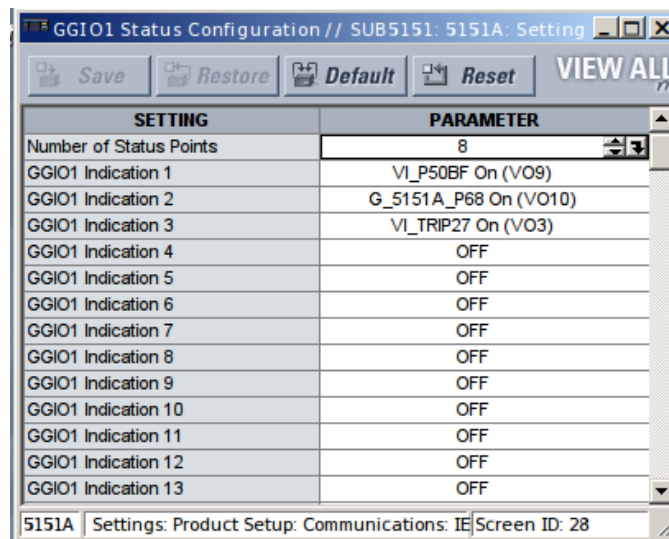 GGIO1 Status Configuration // SUB5151: 5151A: Setting
Save Restore Default Reset VIEW ALL
SETTING PARAMETER
Number of Status Points 8
GGIO1 Indication 1 VI_P50BF On (VO9)
GGIO1 Indication 2 G_5151A_P68 On (VO10)
GGIO1 Indication 3 VI_TRIP27 On (VO3)
GGIO1 Indication 4 OFF
GGIO1 Indication 5 OFF
GGIO1 Indication 6 OFF
GGIO1 Indication 7 OFF
GGIO1 Indication 8 OFF
GGIO1 Indication 9 OFF
GGIO1 Indication 10 OFF
GGIO1 Indication 11 OFF
GGIO1 Indication 12 OFF
GGIO1 Indication 13 OFF
5151A Settings: Product Setup: Communications: IE Screen ID: 28